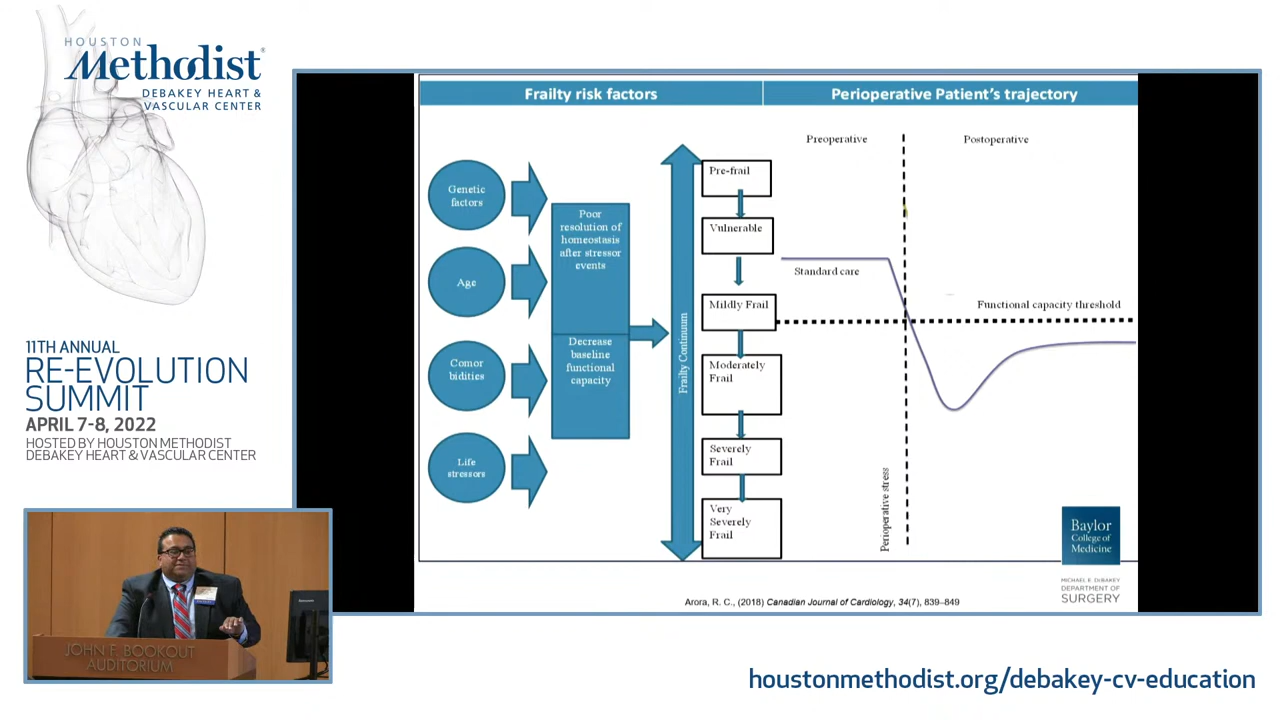 HOUSTON
Methodist
DEBAKEY HEART &
VASCULAR CENTER
11TH ANNUAL
RE-EVOLUTION
SUMMIT
APRIL 7-8, 2022
HOSTED BY HOUSTON METHODIST
DEBAKEY HEART & VASCULAR CENTER
JOHN F. BOOKOUT
AUDITORIUM
Frailty risk factors
Perioperative Patient's trajectory
Genetic
factors
Age
Comor
bidities
Life
stressors
Poor
resolution of
homeostasis
after stressor
events
Decrease
baseline
functional
capacity
Frailty Continuum
Pre-frail
Vulnerable
Mildly Frail
Moderately
Frail
Severely
Frail
Very
Severely
Frail
Preoperative
Postoperative
Standard care
Functional capacity threshold
Perioperative stress
Baylor
College of
Medicine
MICHAEL E. DEBAKEY
DEPARTMENT OF
SURGERY
Arora, R. C., (2018) Canadian Journal of Cardiology, 34(7), 839–849
houstonmethodist.org/debakey-cv-education